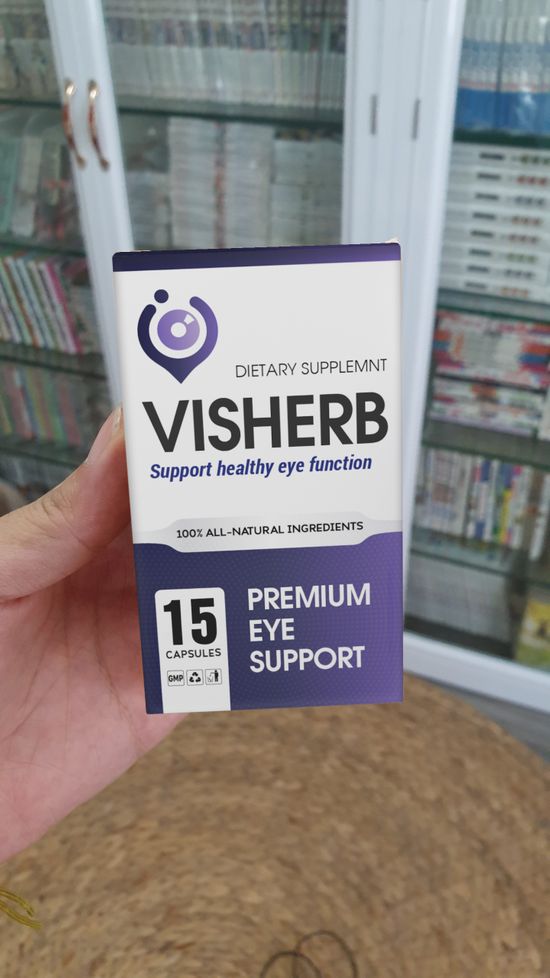 DIETARY SUPPLEMNT
VISHERB
Support healthy eye function
100% ALL-NATURAL INGREDIENTS
15
CAPSULES
GMP
PREMIUM
EYE
SUPPORT